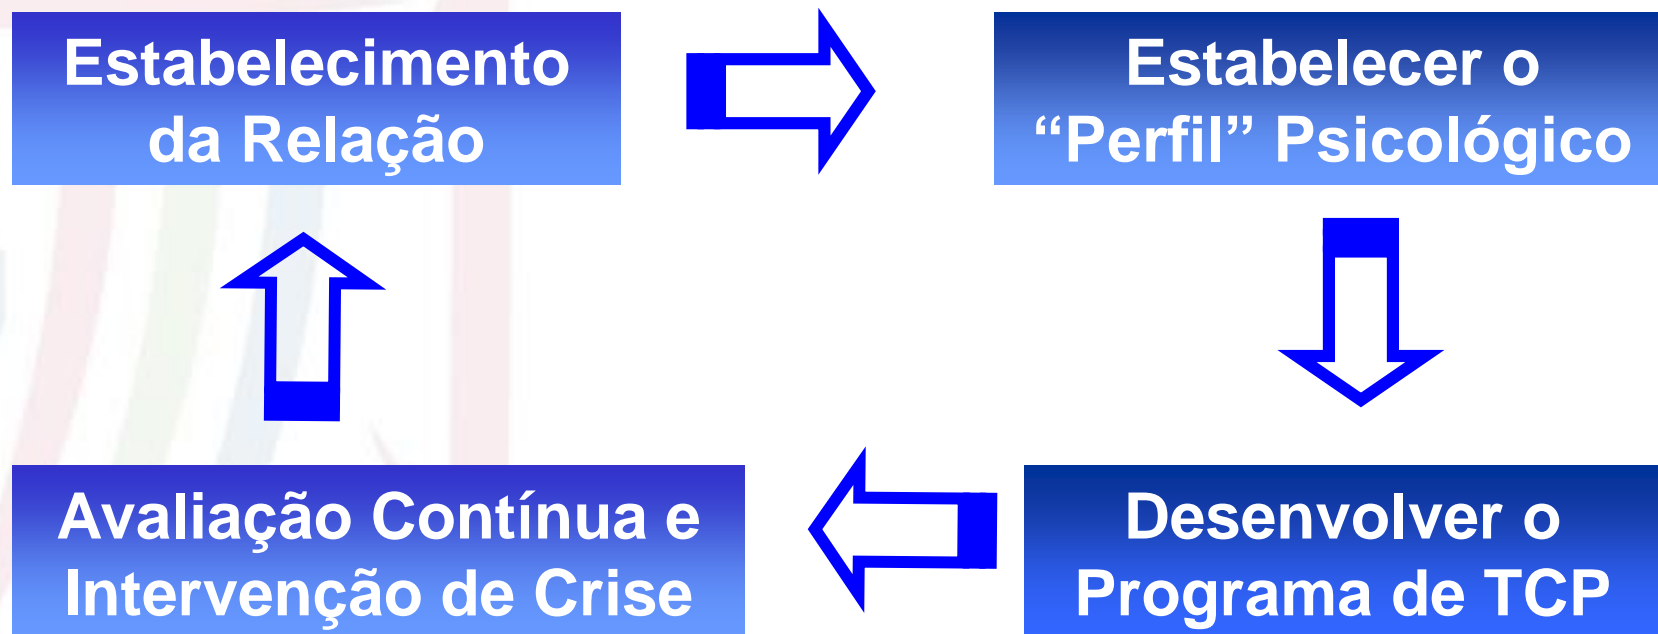 Estabelecimento
da Relação
Estabelecer o
“Perfil” Psicológico
Avaliação Contínua e
Intervenção de Crise
Desenvolver o
Programa de TCP